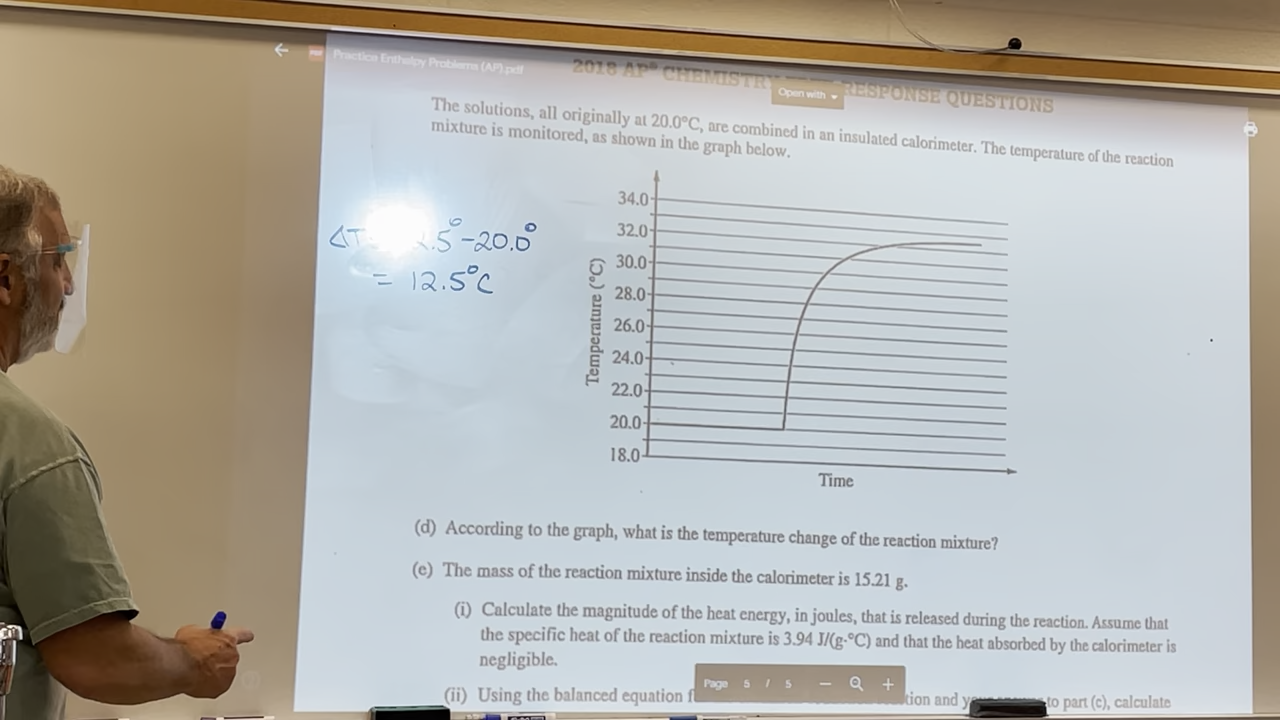 Practice Enthalpy Problems (AP).pdf
2018 AP® CHEMISTRY RESPONSE QUESTIONS
Open with
The solutions, all originally at 20.0°C, are combined in an insulated calorimeter. The temperature of the reaction
mixture is monitored, as shown in the graph below.
ΔT .5°-20.0°
= 12.5°C
34.0
32.0
30.0
28.0
26.0
24.0
22.0
20.0
18.0
Temperature (°C)
Time
(d) According to the graph, what is the temperature change of the reaction mixture?
(e) The mass of the reaction mixture inside the calorimeter is 15.21 g.
(i) Calculate the magnitude of the heat energy, in joules, that is released during the reaction. Assume that
the specific heat of the reaction mixture is 3.94 J/(g·°C) and that the heat absorbed by the calorimeter is
negligible.
(ii) Using the balanced equation and to part (c), calculate
Page 5 / 5 − +